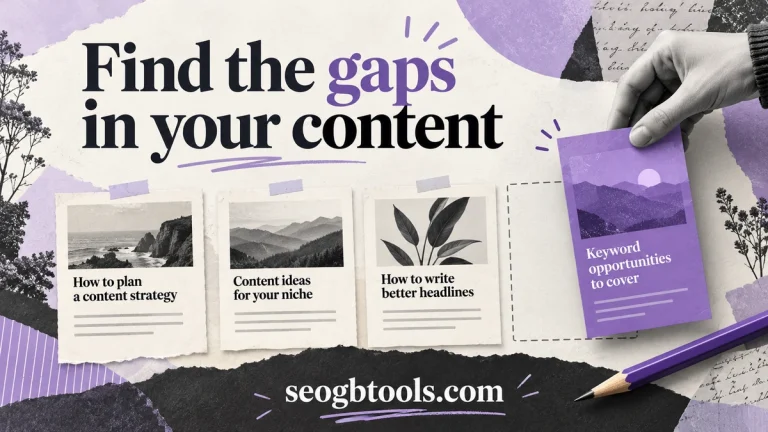 Find the gaps
in your content
How to plan
a content strategy
Content ideas
for your niche
How to write
better headlines
Keyword
opportunities
to cover
seogbtools.com